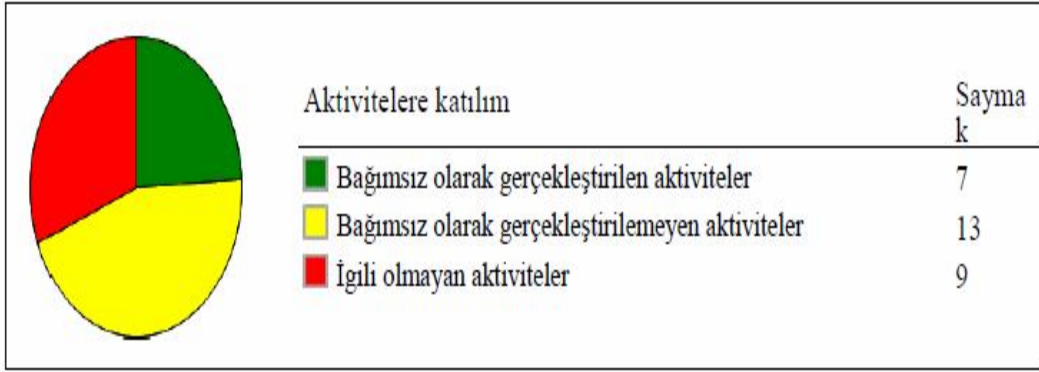 Aktivitelere katılım
Sayma
k
Bağımsız olarak gerçekleştirilen aktiviteler 7
Bağımsız olarak gerçekleştirilemeyen aktiviteler 13
İgili olmayan aktiviteler 9